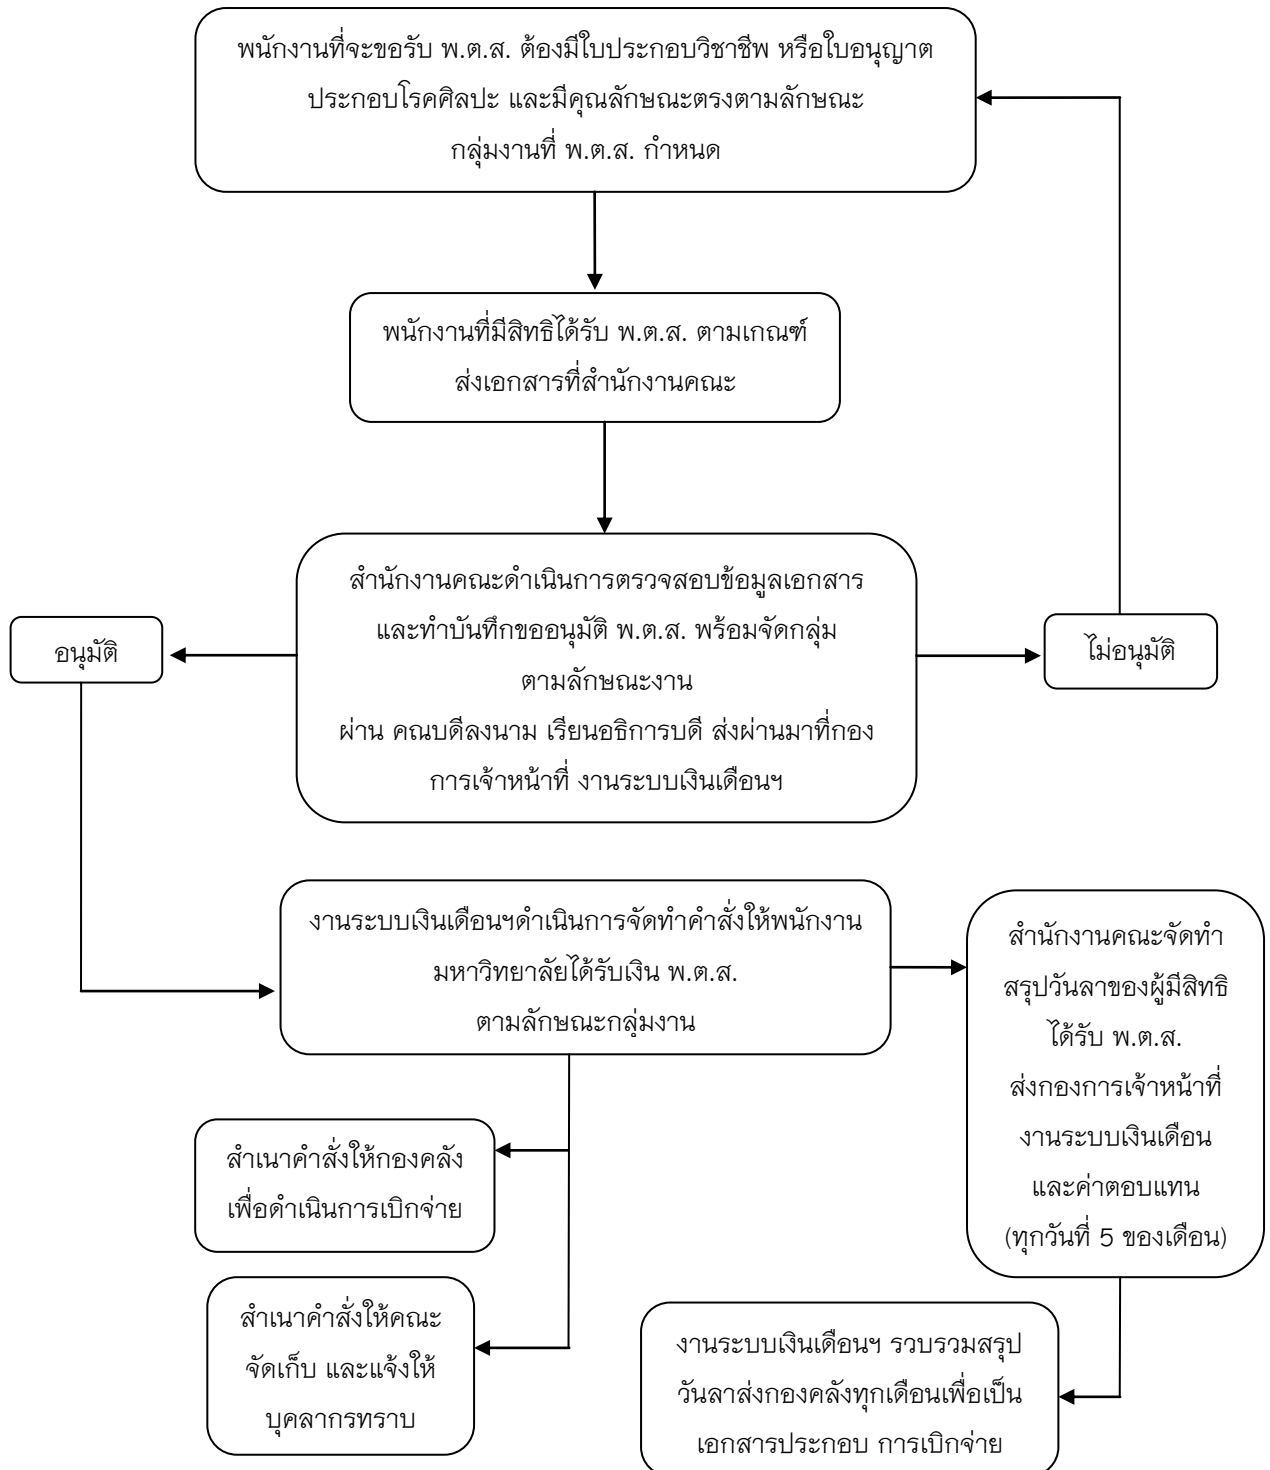 พนักงานที่จะขอรับ พ.ต.ส. ต้องมีใบประกอบวิชาชีพ หรือใบอนุญาต
ประกอบโรคศิลปะ และมีคุณลักษณะตรงตามลักษณะ
กลุ่มงานที่ พ.ต.ส. กำหนด
พนักงานที่มีสิทธิได้รับ พ.ต.ส. ตามเกณฑ์
ส่งเอกสารที่สำนักงานคณะ
สำนักงานคณะดำเนินการตรวจสอบข้อมูลเอกสาร
และทำบันทึกขออนุมัติ พ.ต.ส. พร้อมจัดกลุ่ม
ตามลักษณะงาน
ผ่าน คณบดีลงนาม เรียนอธิการบดี ส่งผ่านมาที่กอง
การเจ้าหน้าที่ งานระบบเงินเดือนฯ
อนุมัติ
ไม่อนุมัติ
งานระบบเงินเดือนฯดำเนินการจัดทำคำสั่งให้พนักงาน
มหาวิทยาลัยได้รับเงิน พ.ต.ส.
ตามลักษณะกลุ่มงาน
สำนักงานคณะจัดทำ
สรุปวันลาของผู้มีสิทธิ
ได้รับ พ.ต.ส.
ส่งกองการเจ้าหน้าที่
งานระบบเงินเดือน
และค่าตอบแทน
(ทุกวันที่ 5 ของเดือน)
สำเนาคำสั่งให้กองคลัง
เพื่อดำเนินการเบิกจ่าย
สำเนาคำสั่งให้คณะ
จัดเก็บ และแจ้งให้
บุคลากรทราบ
งานระบบเงินเดือนฯ รวบรวมสรุป
วันลาส่งกองคลังทุกเดือนเพื่อเป็น
เอกสารประกอบ การเบิกจ่าย